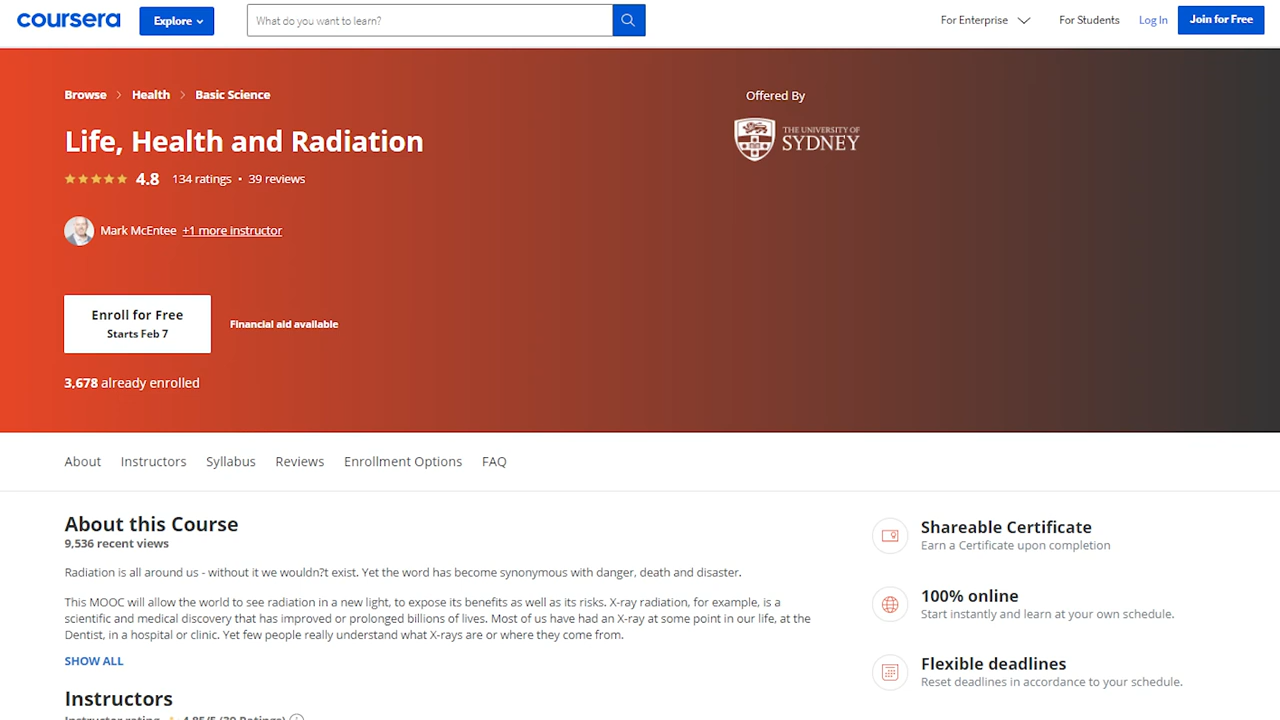 coursera
Explore
What do you want to learn?
For Enterprise
For Students
Log In
Join for Free
Browse > Health > Basic Science
Offered By
Life, Health and Radiation
THE UNIVERSITY OF
SYDNEY
4.8 134 ratings • 39 reviews
Mark McEntee +1 more instructor
Enroll for Free
Starts Feb 7
Financial aid available
3,678 already enrolled
About Instructors Syllabus Reviews Enrollment Options FAQ
About this Course
9,536 recent views
Radiation is all around us - without it we wouldn?t exist. Yet the word has become synonymous with danger, death and disaster.
This MOOC will allow the world to see radiation in a new light, to expose its benefits as well as its risks. X-ray radiation, for example, is a
scientific and medical discovery that has improved or prolonged billions of lives. Most of us have had an X-ray at some point in our life, at the
Dentist, in a hospital or clinic. Yet few people really understand what X-rays are or where they come from.
SHOW ALL
Instructors
Instructor rating 4.85/5 (39 Ratings)
Shareable Certificate
Earn a Certificate upon completion
100% online
Start instantly and learn at your own schedule.
Flexible deadlines
Reset deadlines in accordance to your schedule.